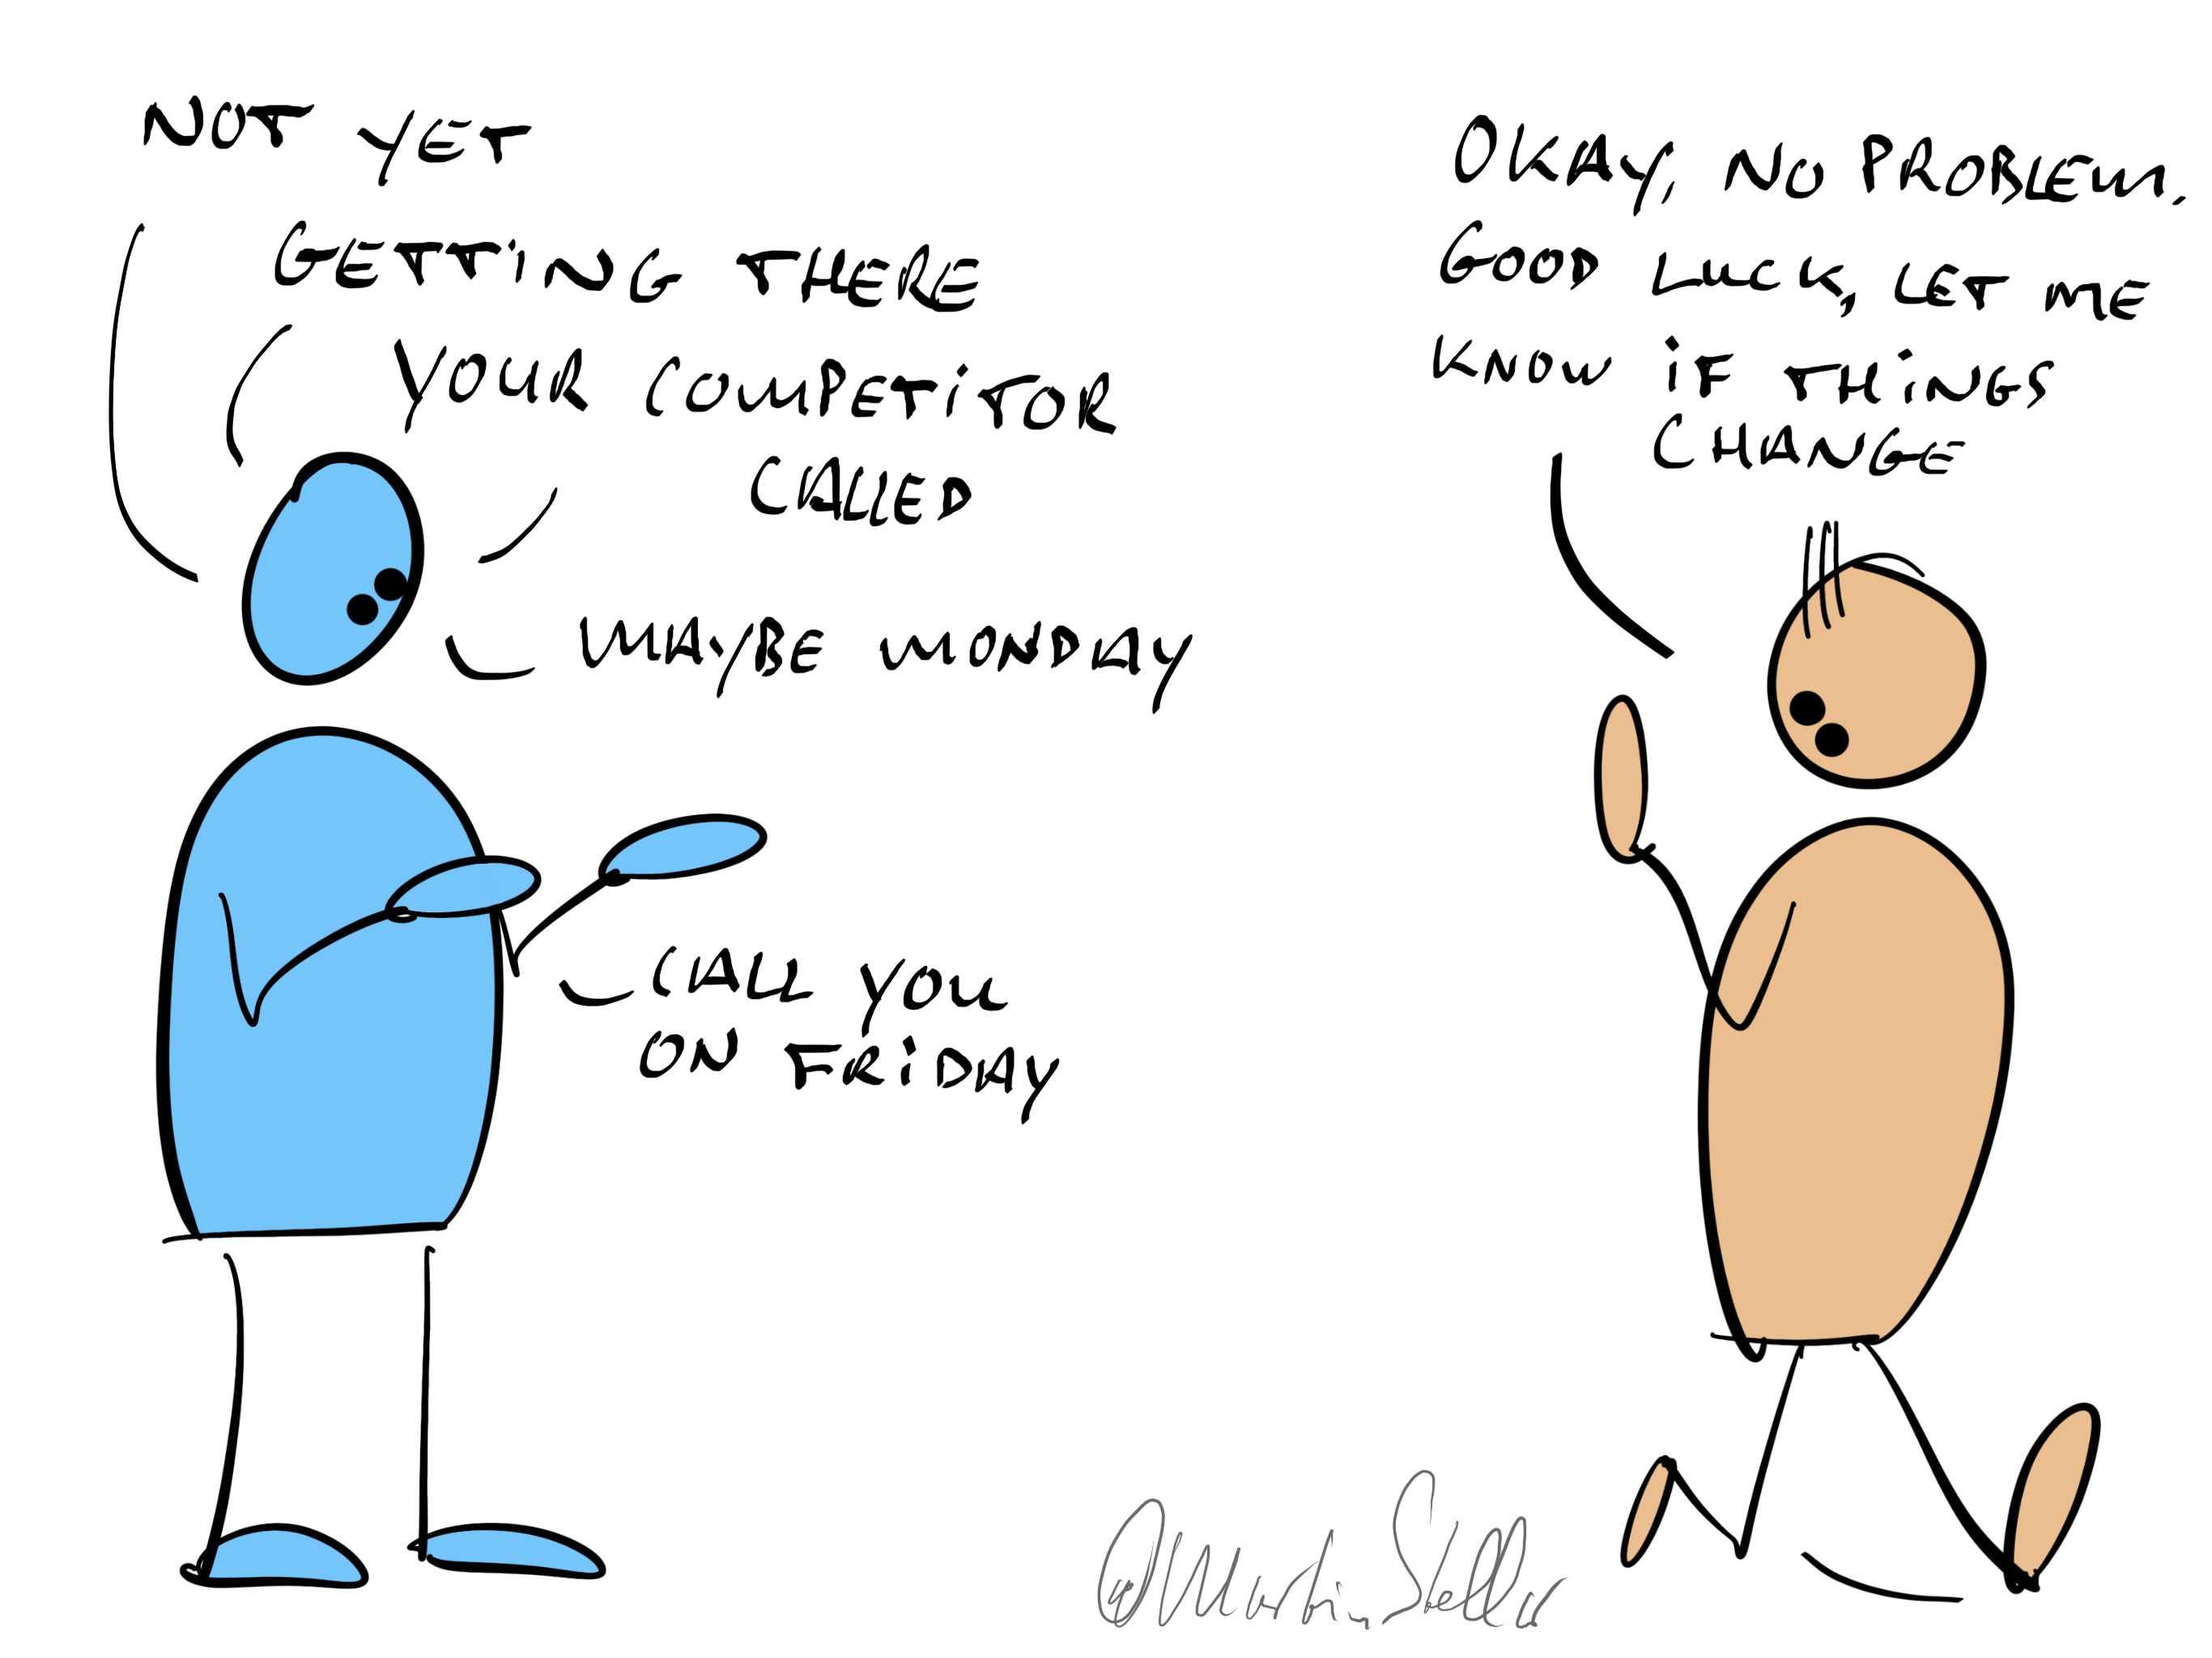 NOT YET
GETTING THERE
YOUR COMPETITOR
CALLED
MAYBE MONDAY
CALL YOU
ON FRIDAY
OKAY, NO PROBLEM.
GOOD LUCK, LET ME
KNOW IF THINGS
CHANGE
@MartinStellar